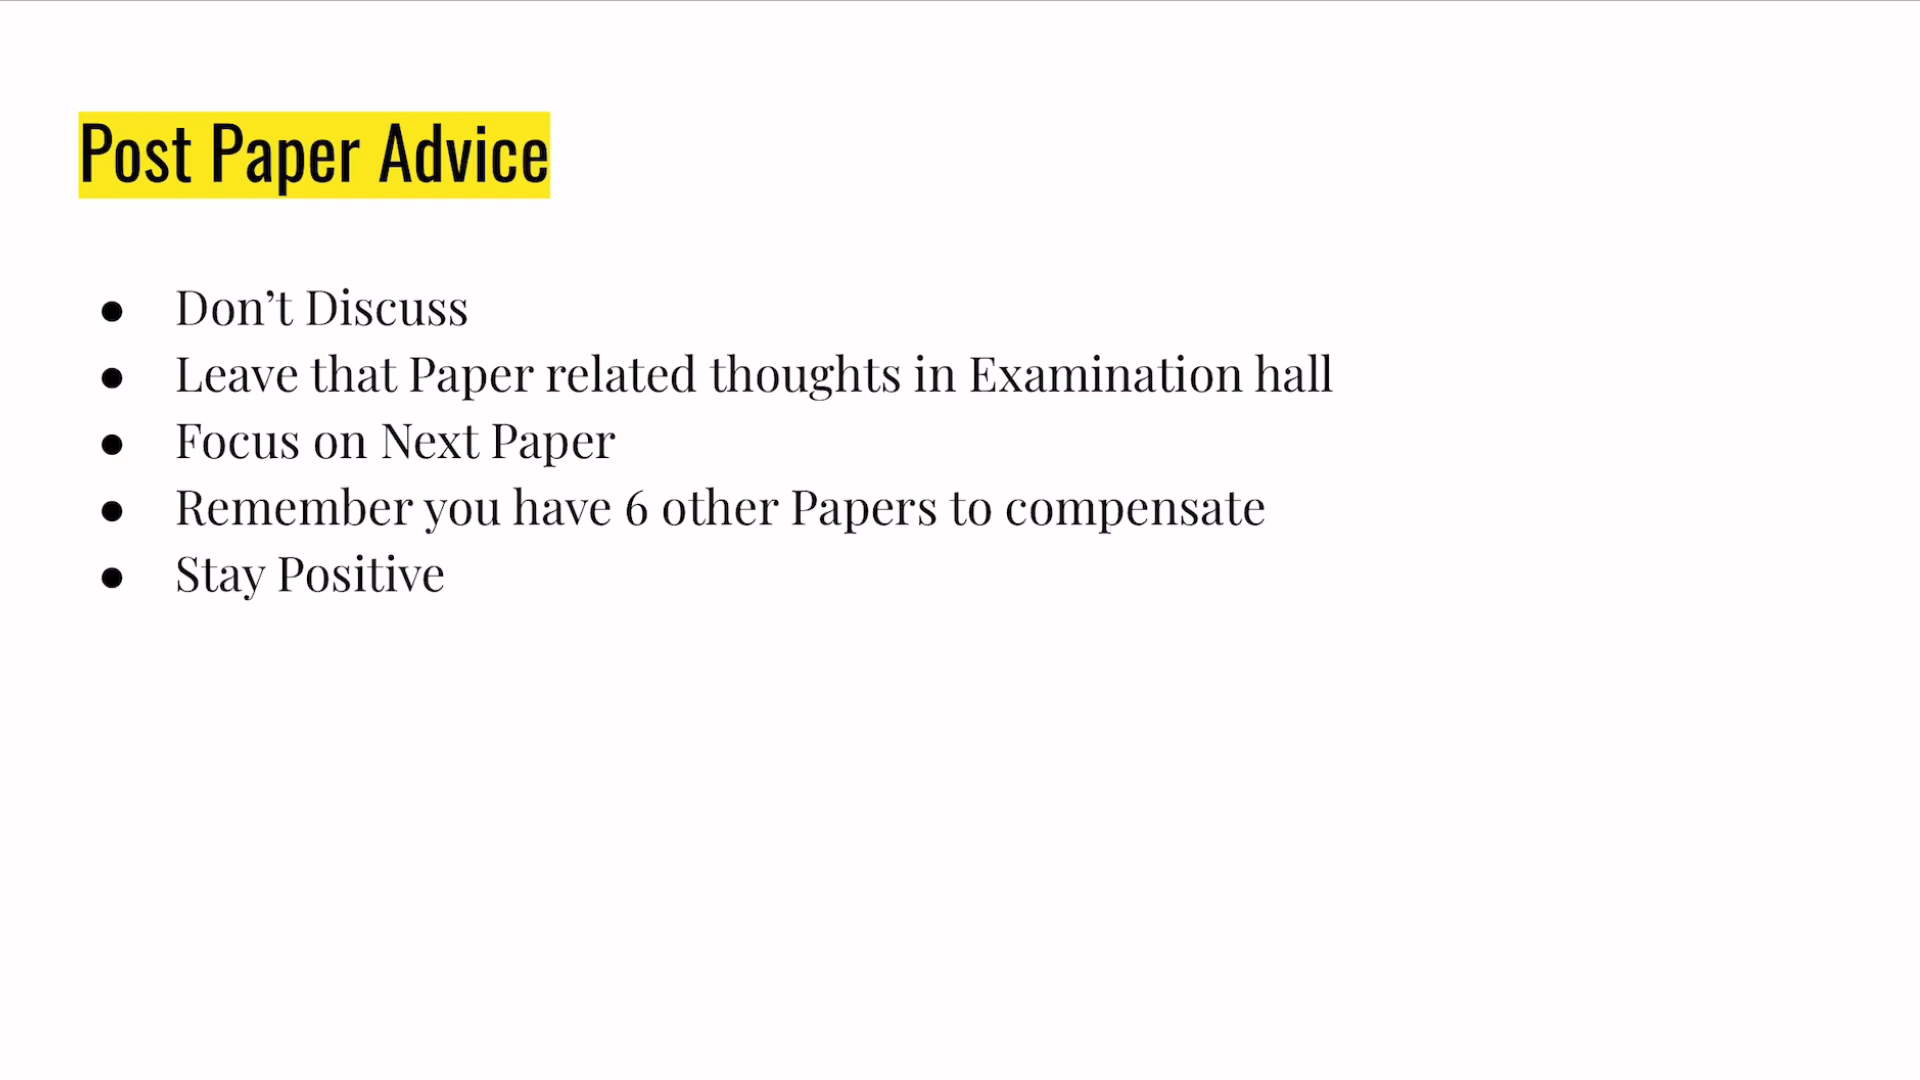 Post Paper Advice
● Don’t Discuss
● Leave that Paper related thoughts in Examination hall
● Focus on Next Paper
● Remember you have 6 other Papers to compensate
● Stay Positive